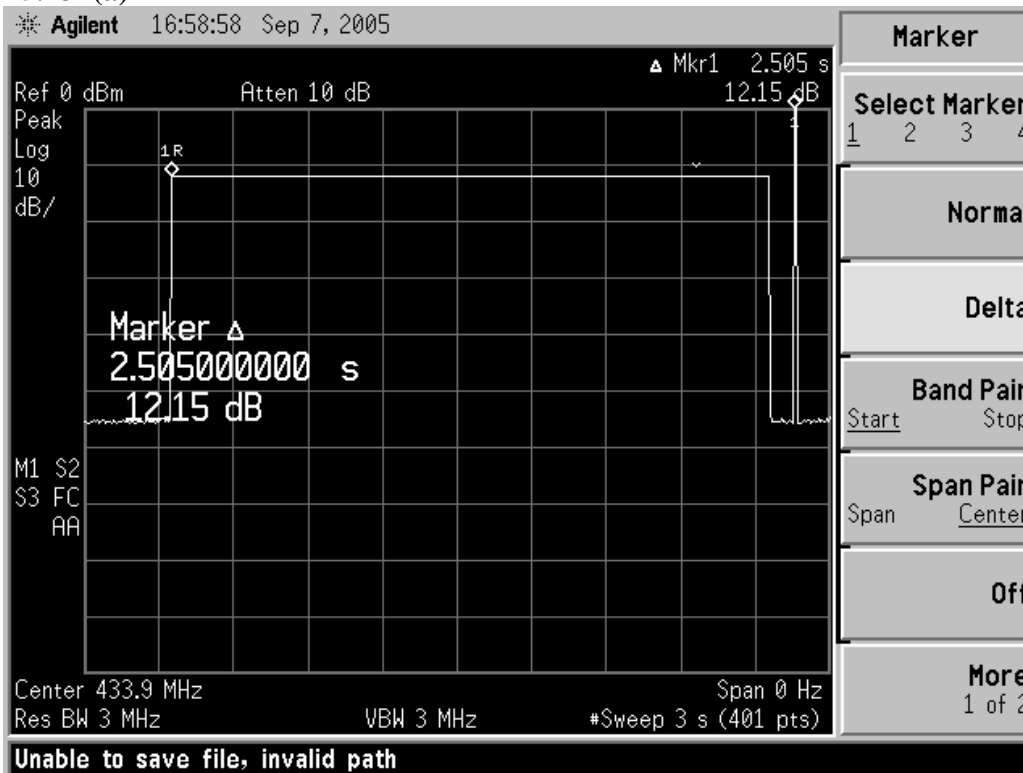 Agilent 16:58:58 Sep 7, 2005
Δ Mkr1 2.505 s
Ref 0 dBm Atten 10 dB 12.15 dB
Peak
Log
10
dB/
1R
1
Marker Δ
2.505000000 s
12.15 dB
M1 S2
S3 FC
AA
Center 433.9 MHz Span 0 Hz
Res BW 3 MHz VBW 3 MHz #Sweep 3 s (401 pts)
Unable to save file, invalid path
Marker
Select Marker
1 2 3 4
Norma
Delta
Band Pair
Start Stop
Span Pair
Span Center
Off
More
1 of 2